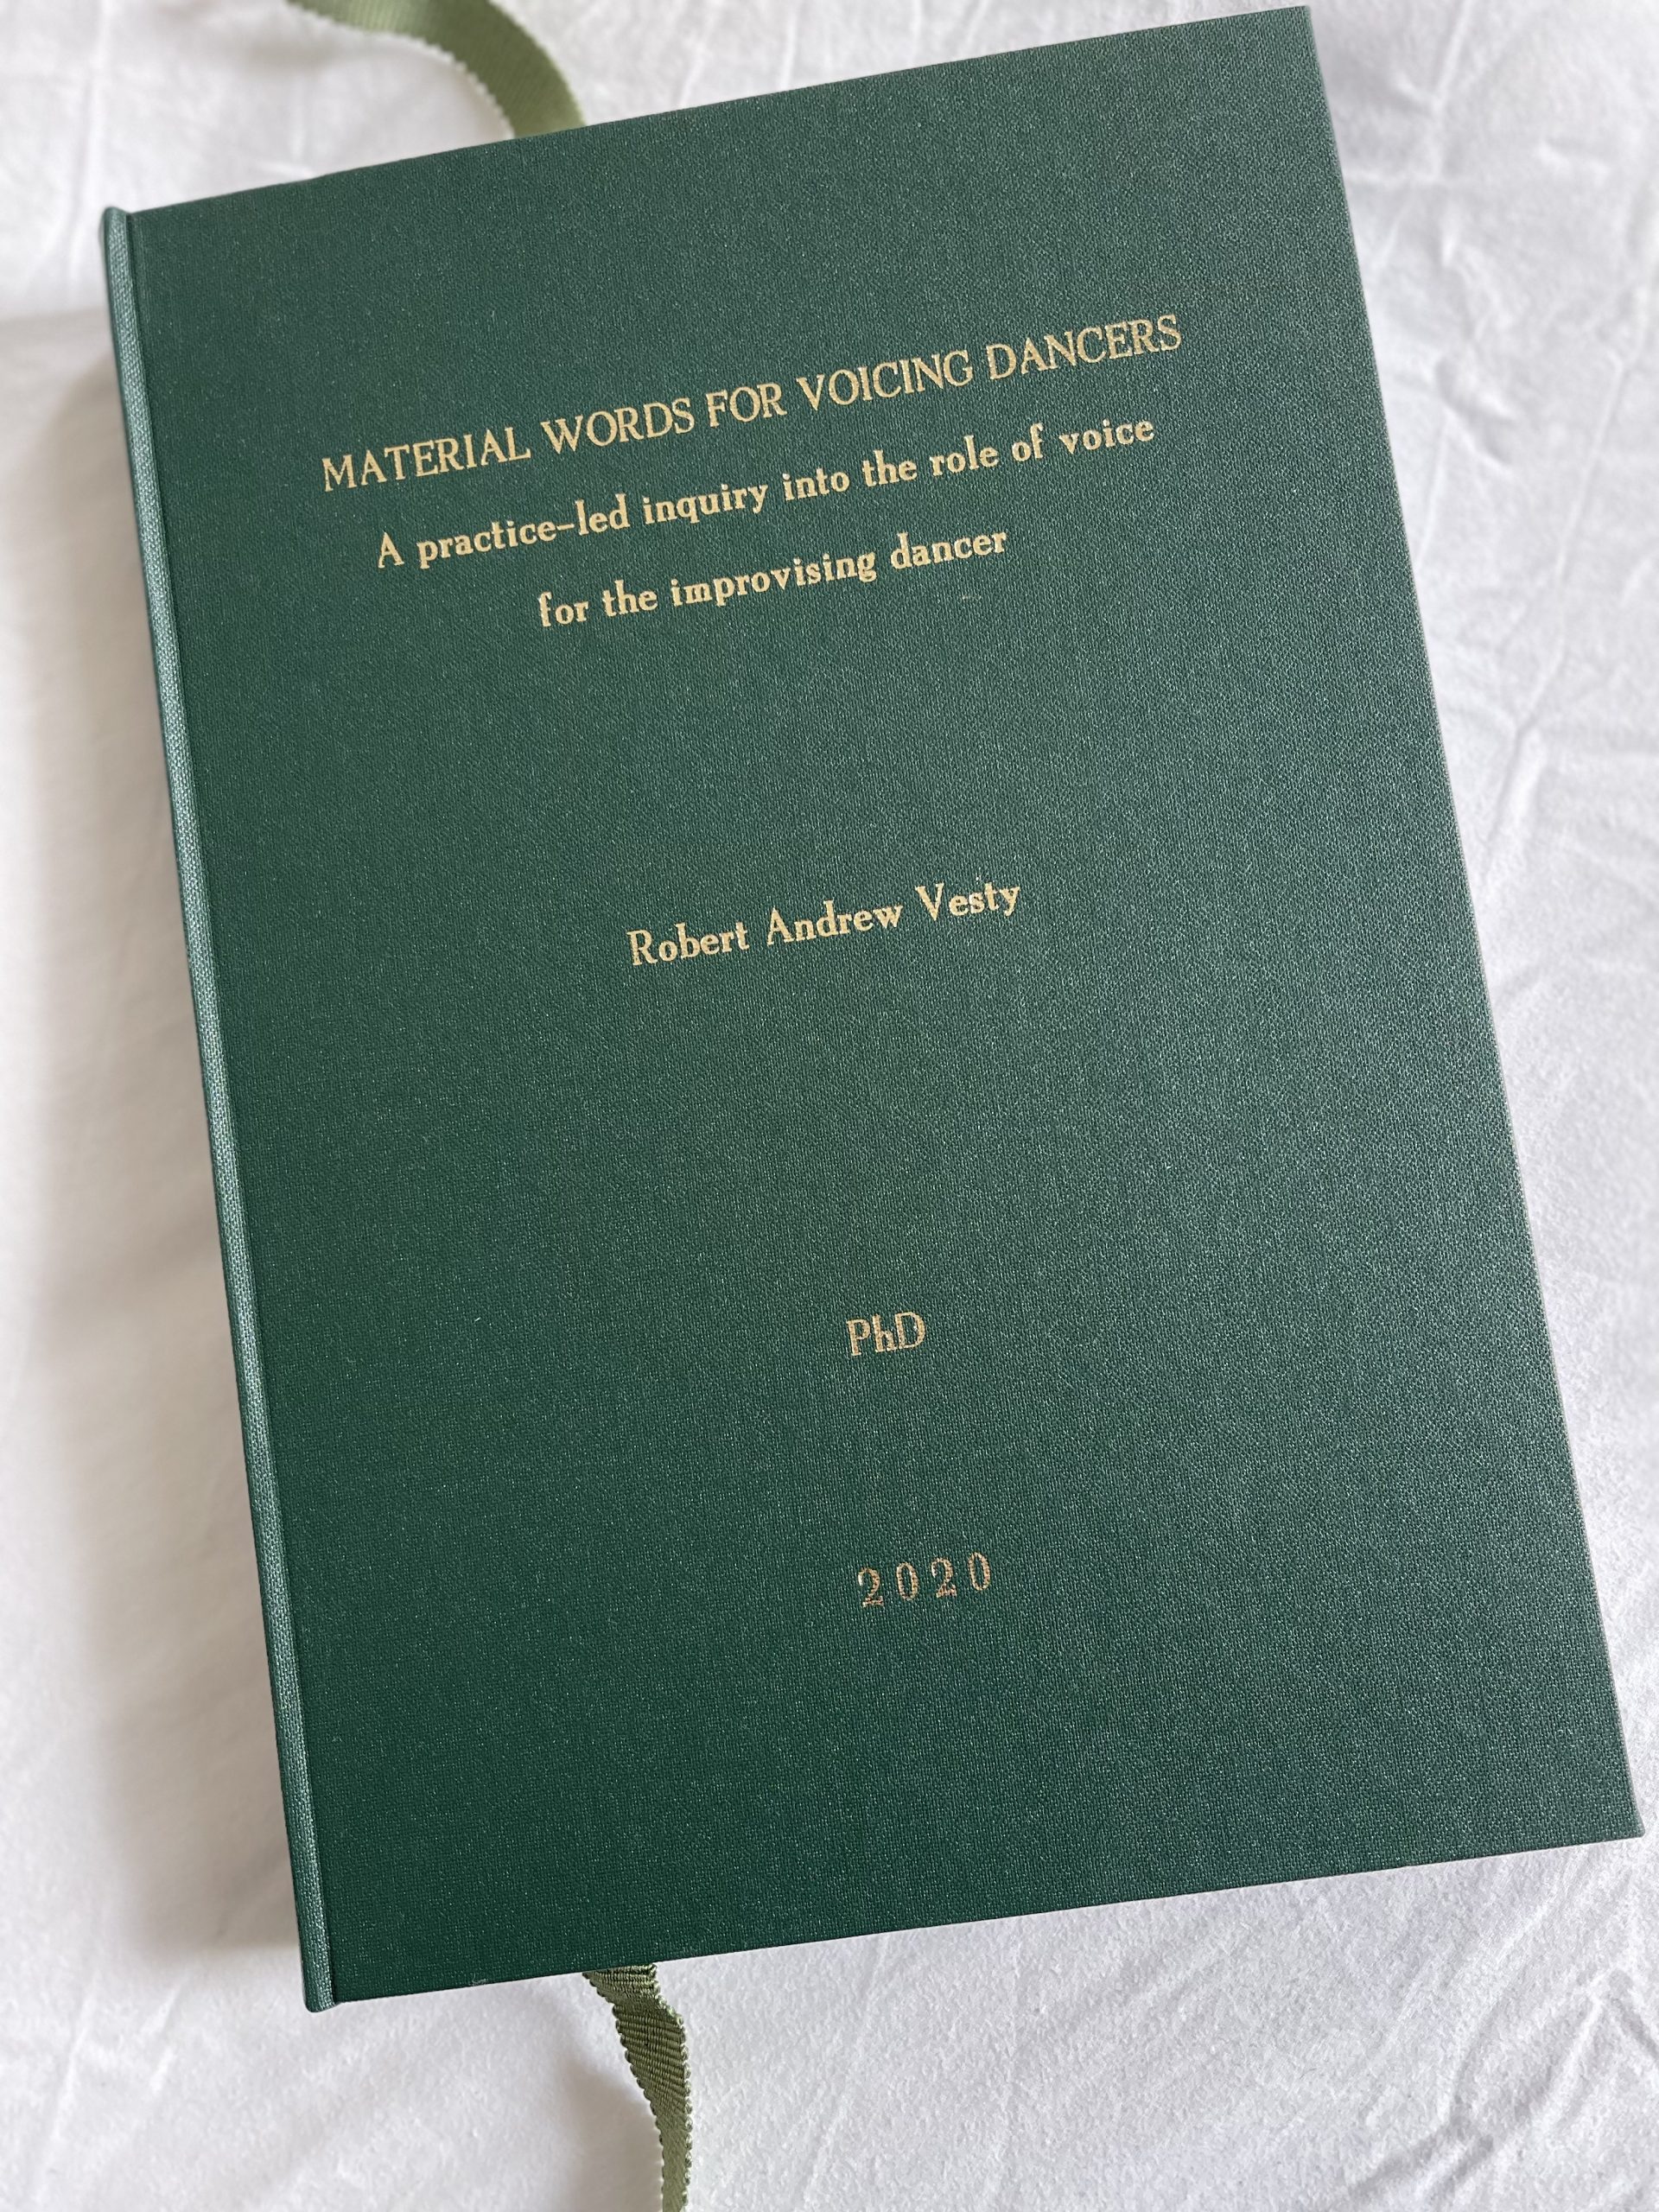 MATERIAL WORDS FOR VOICING DANCERS
A practice-led inquiry into the role of voice
for the improvising dancer
Robert Andrew Vesty
PhD
2020